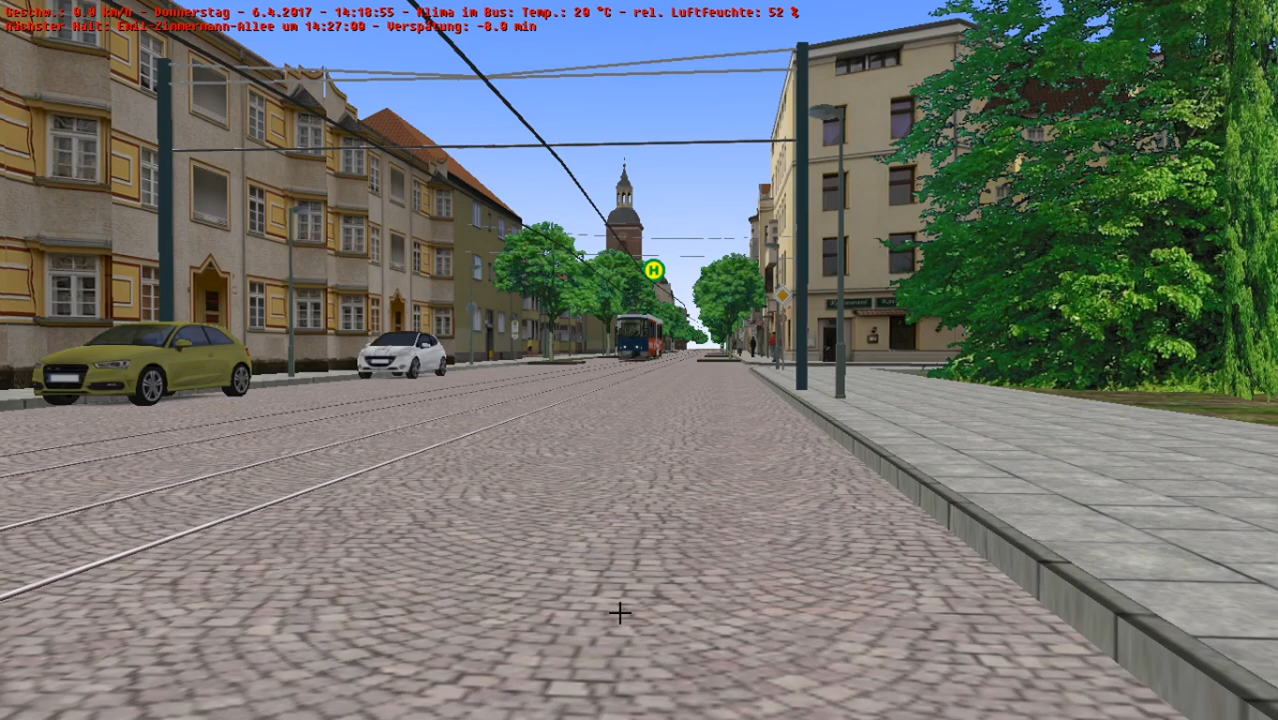 Geschw.: 0.0 km/h - Donnerstag - 6.4.2017 - 14:18:55 - Klima im Bus: Temp.: 20 °C - rel. Luftfeuchte: 52 %
Nächster Halt: Emil-Zimmermann-Allee um 14:27:00 - Verspätung: -8.0 min
H